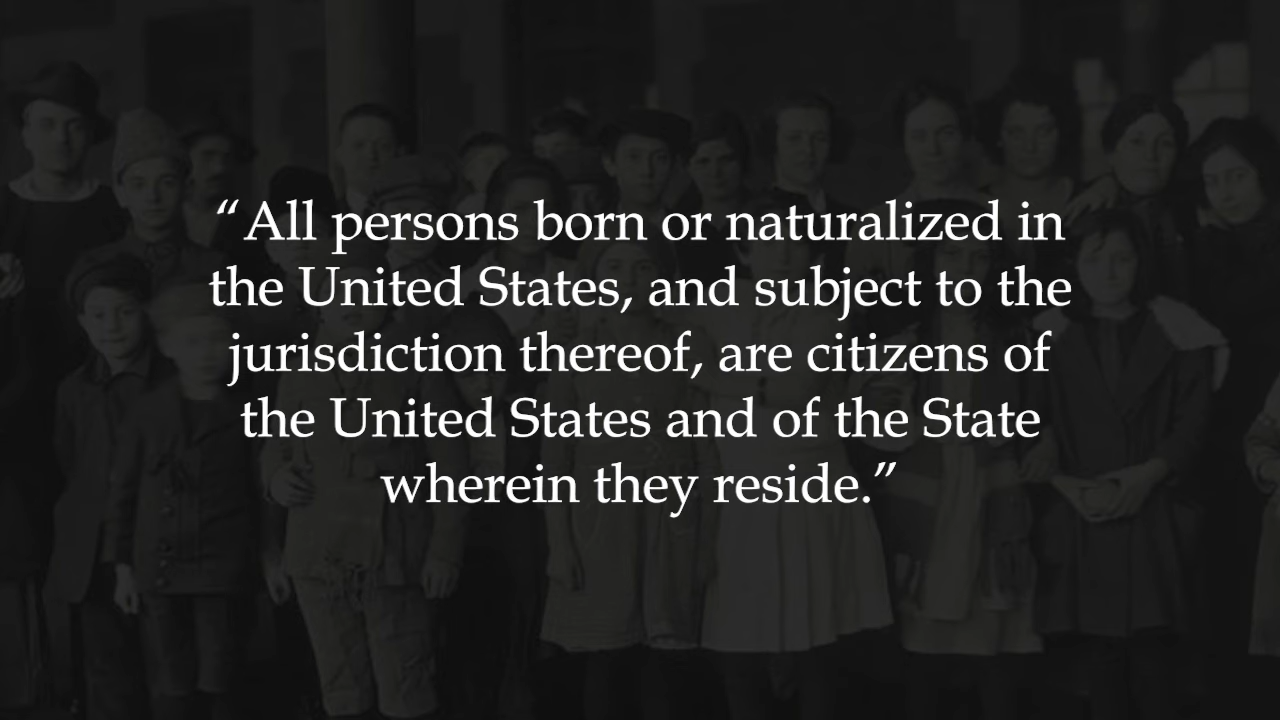 “All persons born or naturalized in
the United States, and subject to the
jurisdiction thereof, are citizens of
the United States and of the State
wherein they reside.”